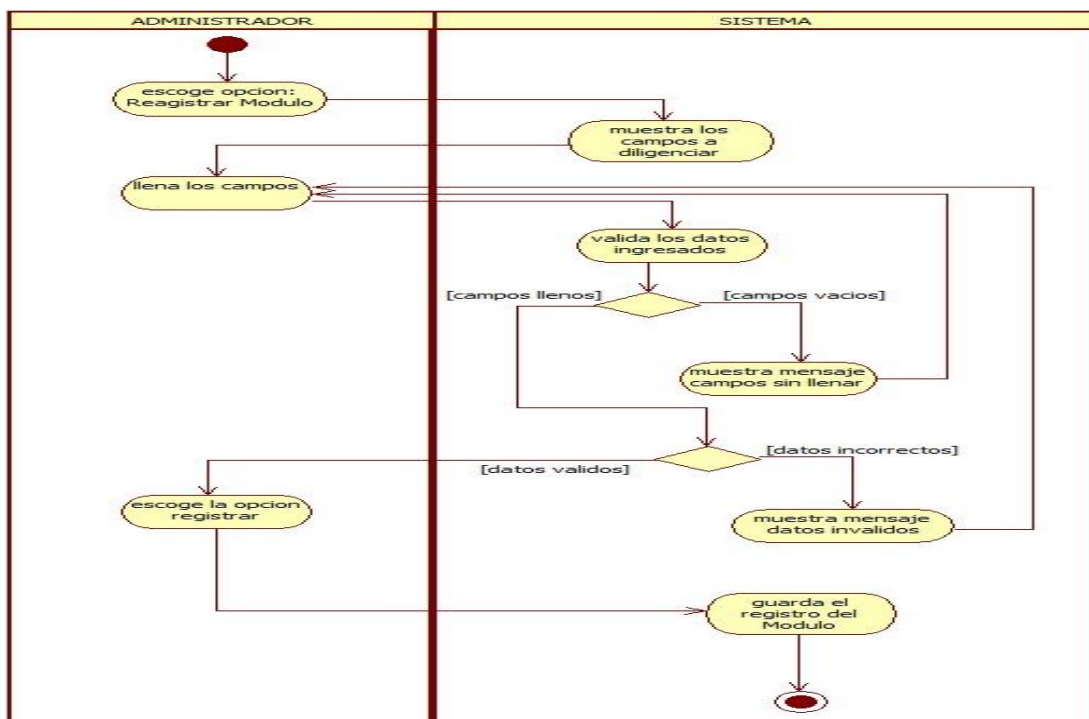 ADMINISTRADOR
SISTEMA
escoge opcion:
Reagistrar Modulo
muestra los
campos a
diligenciar
llena los campos
valida los datos
ingresados
[campos llenos]
[campos vacios]
muestra mensaje
campos sin llenar
[datos incorrectos]
[datos validos]
escoge la opcion
registrar
muestra mensaje
datos invalidos
guarda el
registro del
Modulo